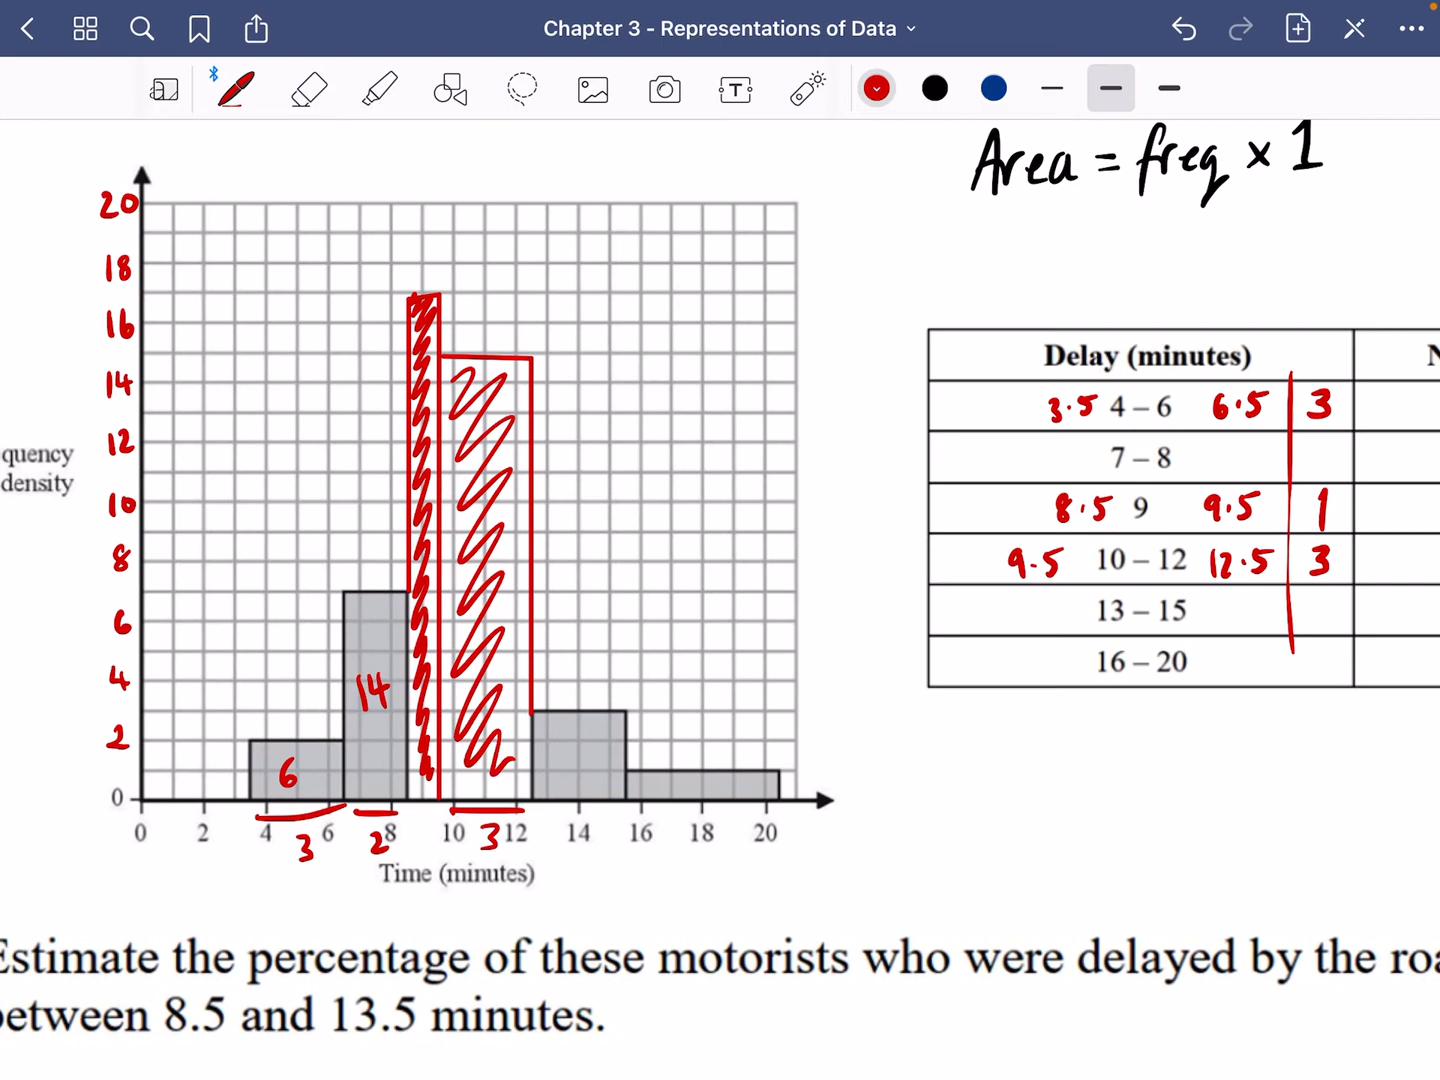 Chapter 3 - Representations of Data
T
Area = freq × 1
20
18
16
14
12
10
8
6
4
2
0
quency
density
14
6
0 2 4 6 8 10 12 14 16 18 20
3 2 3
Time (minutes)
Delay (minutes) N
3.5 4 – 6 6.5 3
7 – 8
8.5 9 9.5 1
9.5 10 – 12 12.5 3
13 – 15
16 – 20
Estimate the percentage of these motorists who were delayed by the roa
between 8.5 and 13.5 minutes.